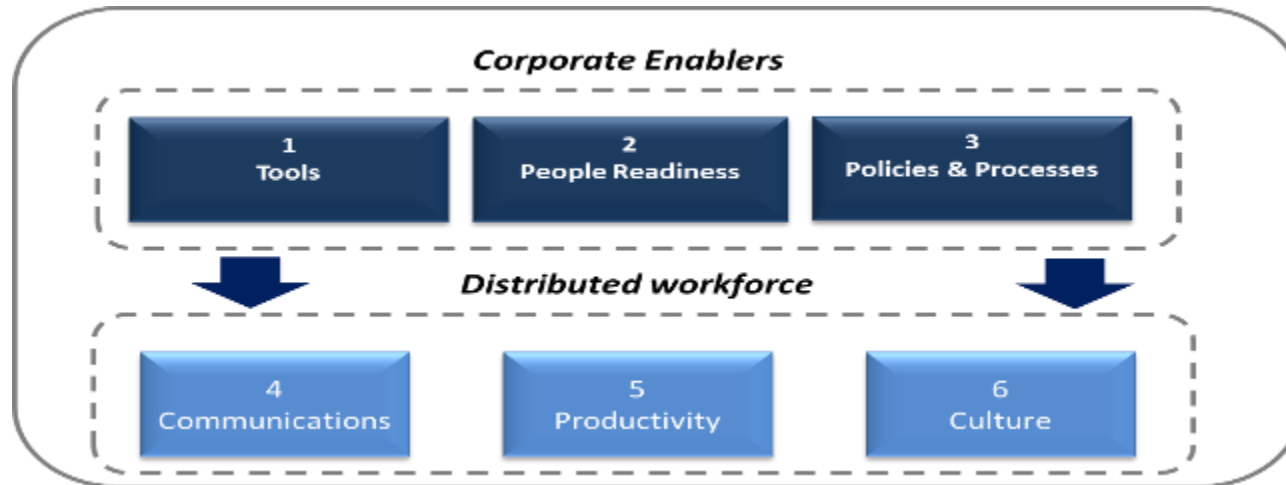 Corporate Enablers
1
Tools
2
People Readiness
3
Policies & Processes
Distributed workforce
4
Communications
5
Productivity
6
Culture